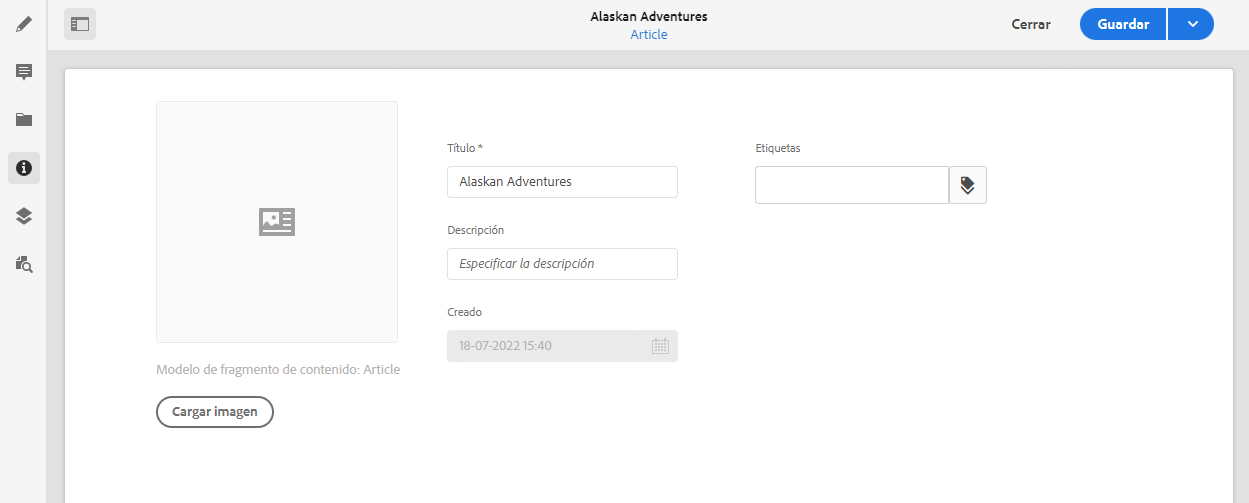 Alaskan Adventures
Article
Cerrar
Guardar
Título *
Alaskan Adventures
Etiquetas
Descripción
Especificar la descripción
Creado
18-07-2022 15:40
Modelo de fragmento de contenido: Article
Cargar imagen